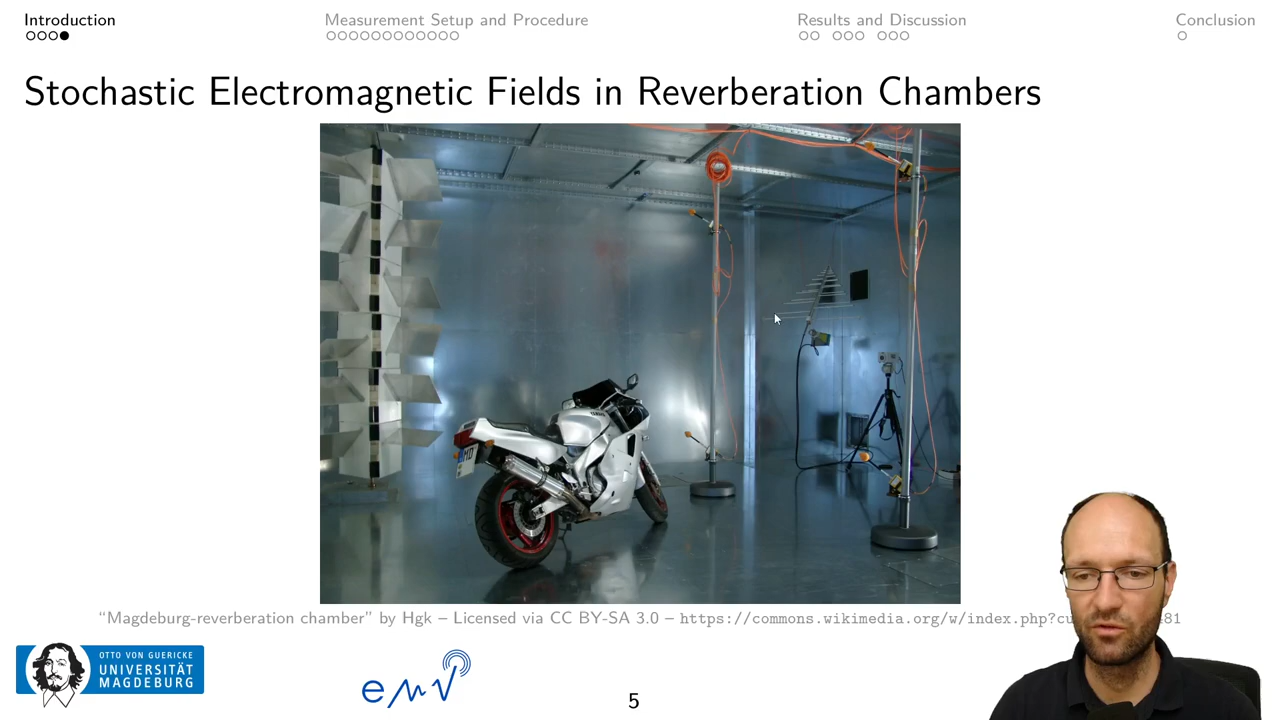 Introduction
Measurement Setup and Procedure
Results and Discussion
Conclusion
Stochastic Electromagnetic Fields in Reverberation Chambers
MD
“Magdeburg-reverberation chamber” by Hgk – Licensed via CC BY-SA 3.0 – https://commons.wikimedia.org/w/index.php?cu 81
OTTO VON GUERICKE
UNIVERSITÄT
MAGDEBURG
emv
5